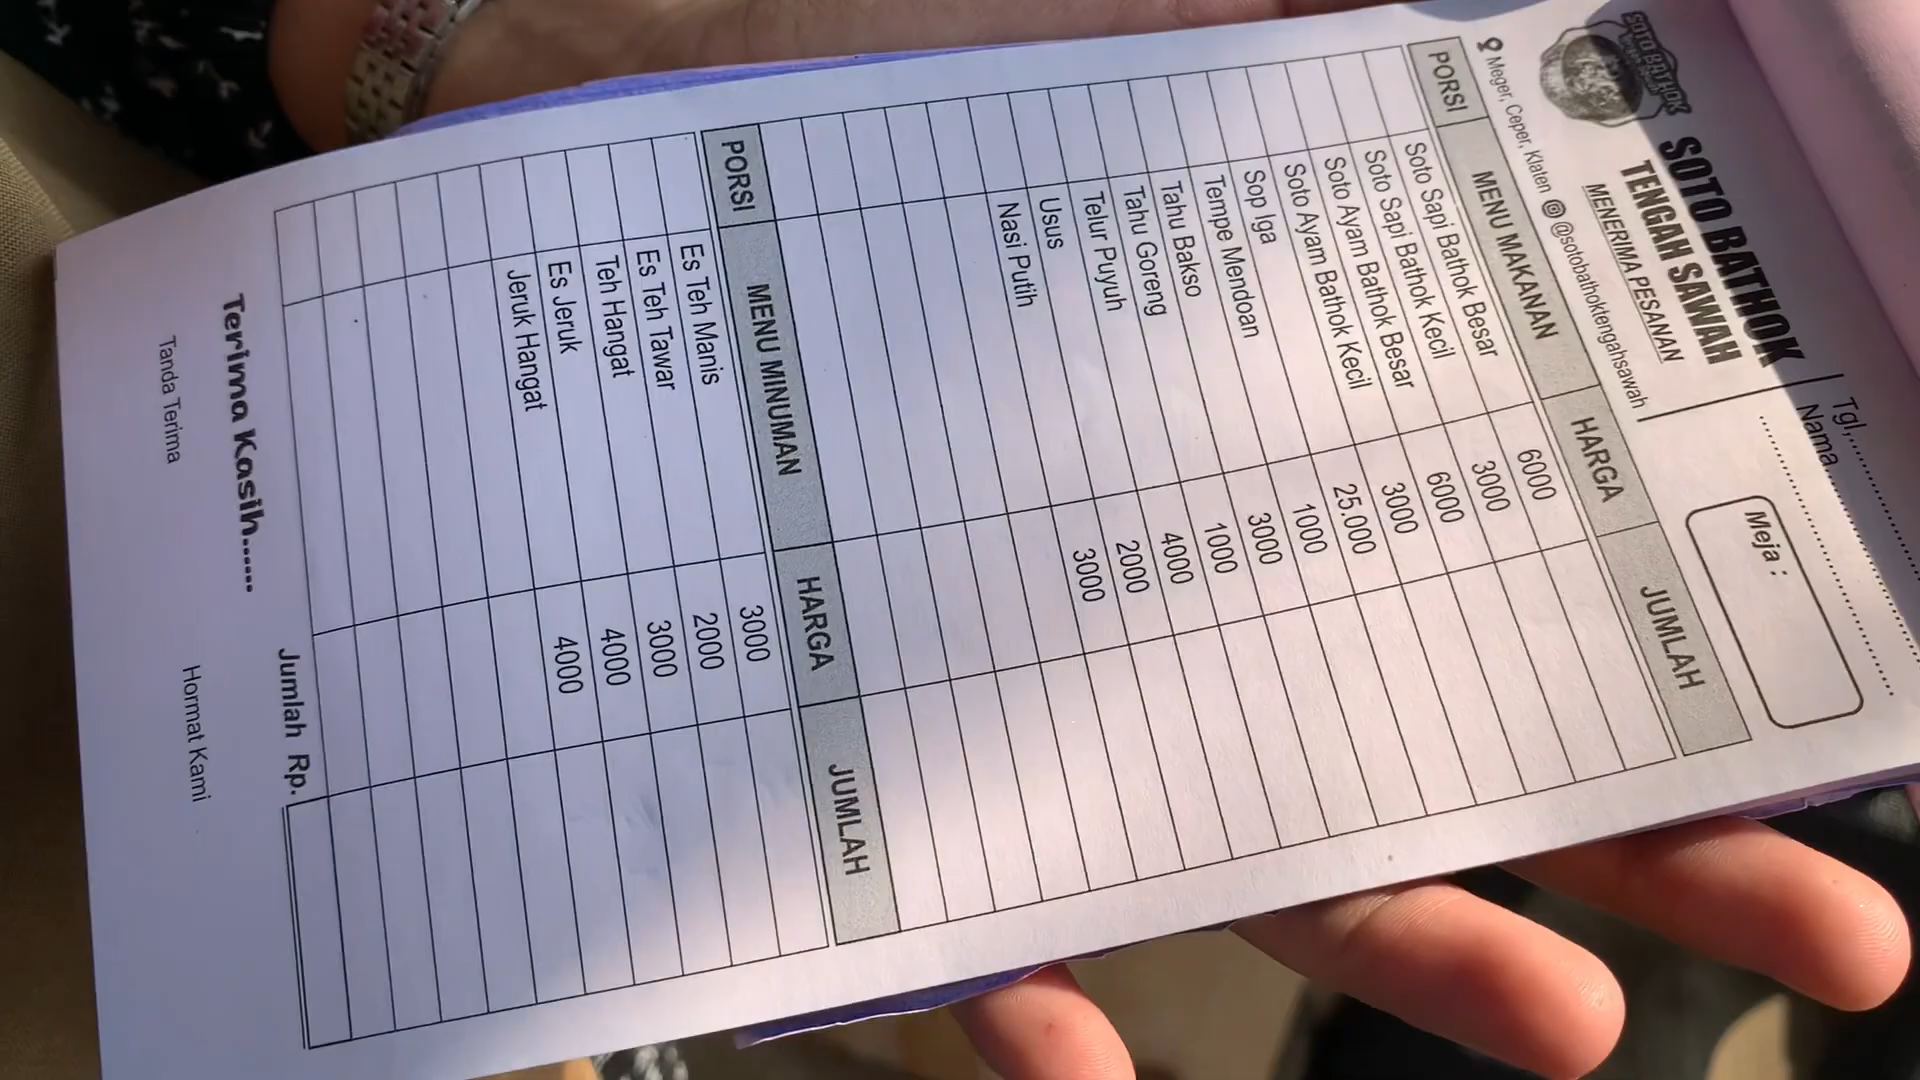 SOTO BATHOK
SOTO BATHOK
TENGAH SAWAH
MENERIMA PESANAN
Meger, Ceper, Klaten @sotobathoktengahsawah
Tgl,..........
Nama
Meja :
PORSI MENU MAKANAN HARGA JUMLAH
Soto Sapi Bathok Besar 6000
Soto Sapi Bathok Kecil 3000
Soto Ayam Bathok Besar 6000
Soto Ayam Bathok Kecil 3000
Sop Iga 25.000
Tempe Mendoan 1000
Tahu Bakso 3000
Tahu Goreng 1000
Telur Puyuh 4000
Usus 2000
Nasi Putih 3000
PORSI MENU MINUMAN HARGA JUMLAH
Es Teh Manis 3000
Es Teh Tawar 2000
Teh Hangat 3000
Es Jeruk 4000
Jeruk Hangat 4000
Jumlah Rp.
Terima Kasih......
Tanda Terima Hormat Kami